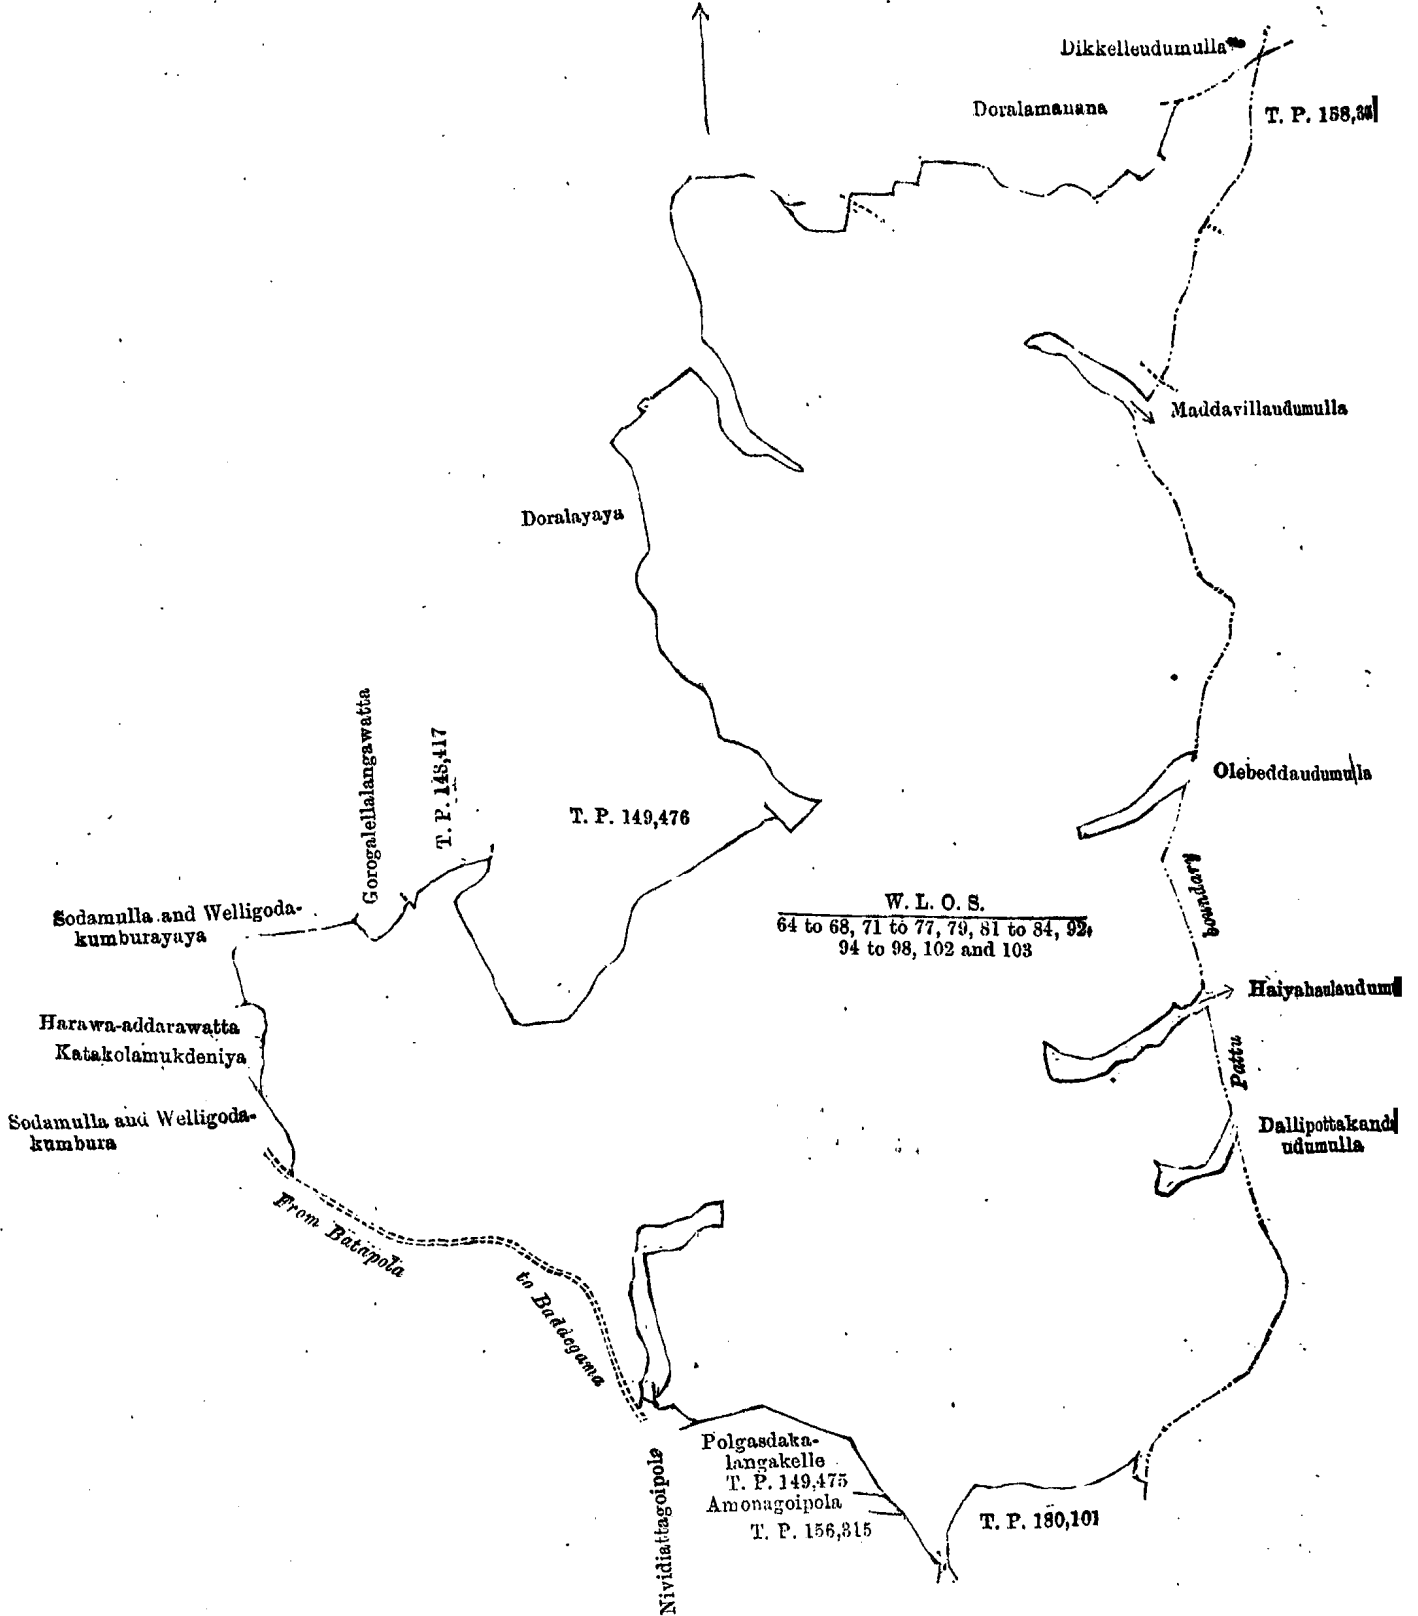 Dikkelleudumulla
Doralamanana
T. P. 158,
Maddavillaudumulla
Doralayaya
Olebeddaudumulla
Gorogalellalangawatta
T. P. 148,417
T. P. 149,476
boundary
W. L. O. S.
64 to 68, 71 to 77, 79, 81 to 84, 92,
94 to 98, 102 and 103
Sodamulla and Welligoda-
kumburayaya
Haiyahaulaudum
Harawa-addarawatta
Katakolamukdeniya
Pattu
Sodamulla and Welligoda-
kumbura
Dallipottakand
udumulla
From Batapola
to Baddegama
Nividiattagoipola
Polgasdaka-
langakelle
T. P. 149,475
Amonagoipola
T. P. 156,315
T. P. 180,101